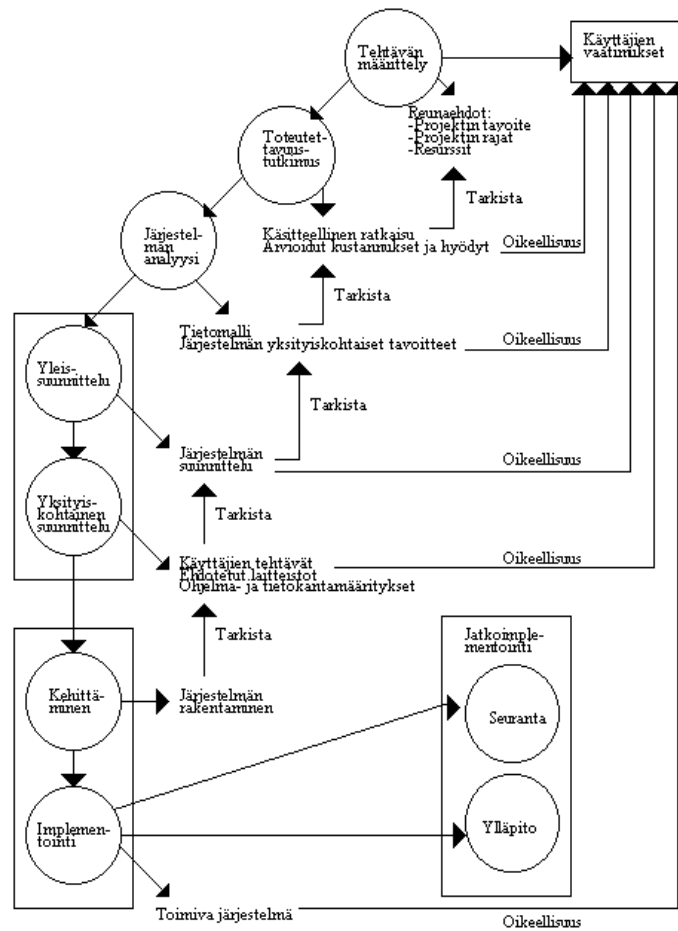 Tehtävän
määnttely
Käyttäjien
vaatimukset
Reunaehdot:
-Projektin tavoite
-Projektin rajat
-Resurssit
Toteutet-
tavuus-
tutkimus
Tarkista
Järjestel-
män
analyysi
Käsitteellinen ratkaisu
Arvioidut kustannukset ja hyödyt
Oikeellisuus
Tarkista
Tietomalli
Järjestelmän yksityiskohtaiset tavoitteet
Oikeellisuus
Yleis-
suunnittelu
Tarkista
Järjestelmän
suunnittelu
Oikeellisuus
Yksityis-
kohtainen
suunnittelu
Tarkista
Käyttäjien tehtävät
Ehdotetut laitteistot
Ohjelma- ja tietokantamääritykset
Oikeellisuus
Tarkista
Jatkoimple-
mentointi
Kehittä-
minen
Järjestelmän
rakentaminen
Seuranta
Implemen-
tointi
Ylläpito
Toimiva järjestelmä
Oikeellisuus